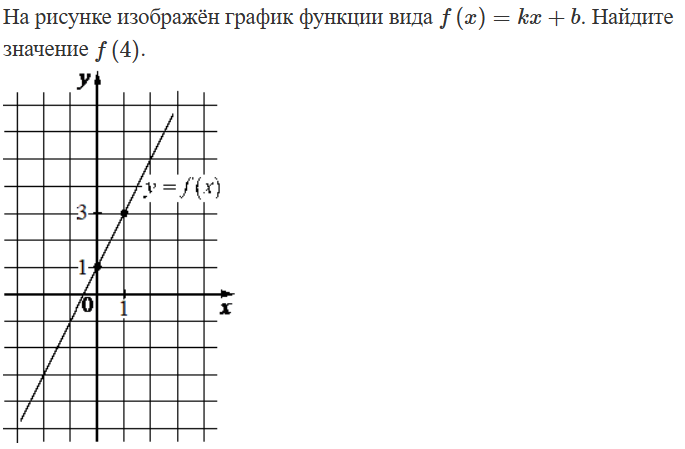 На рисунке изображён график функции вида f (x) = kx + b. Найдите
значение f (4).
y
y = f(x)
3
1
0
1
x